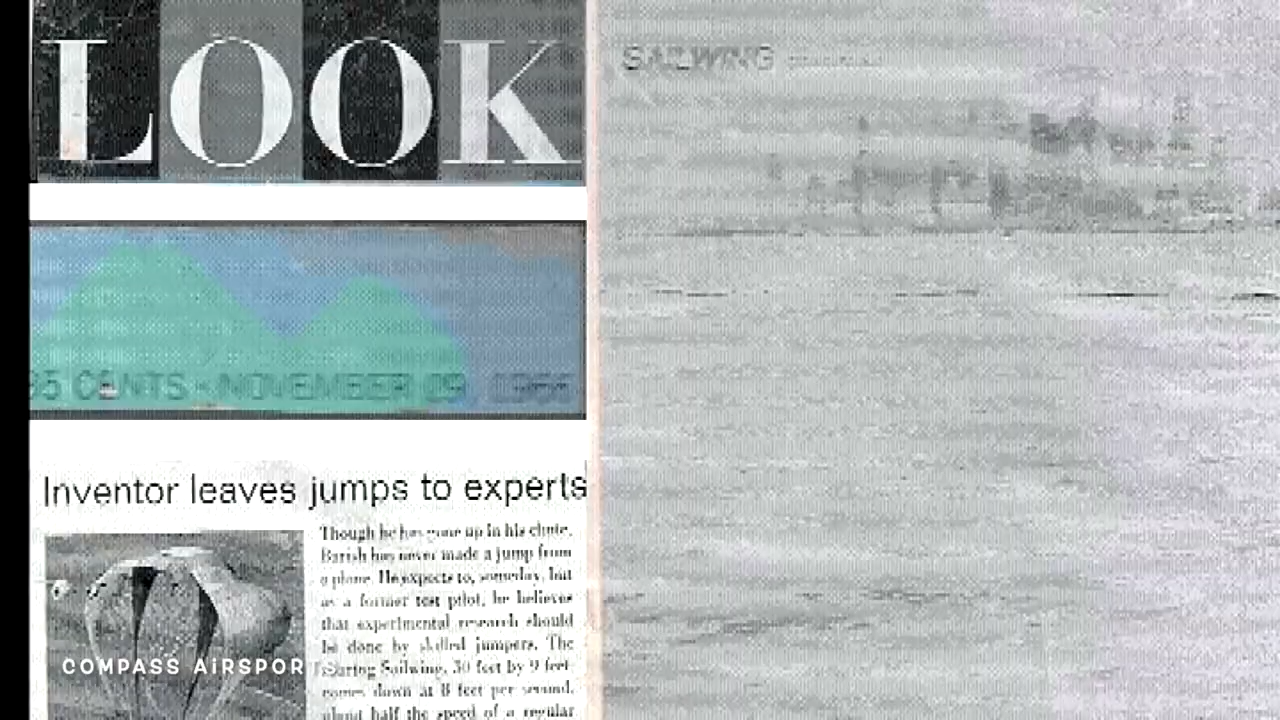 LOOK
SAILWING
CENTS - NOVEMBER 29, 1966
Inventor leaves jumps to experts
Though he has gone up in his chute,
Barish has never made a jump from
a plane. He expects to, someday, but
as a former test pilot, he believes
that experimental research should
be done by skilled jumpers. The
Sailwing, 30 feet by 9 feet
comes down at 8 feet per second,
about half the speed of a regular
COMPASS AiRSPOR